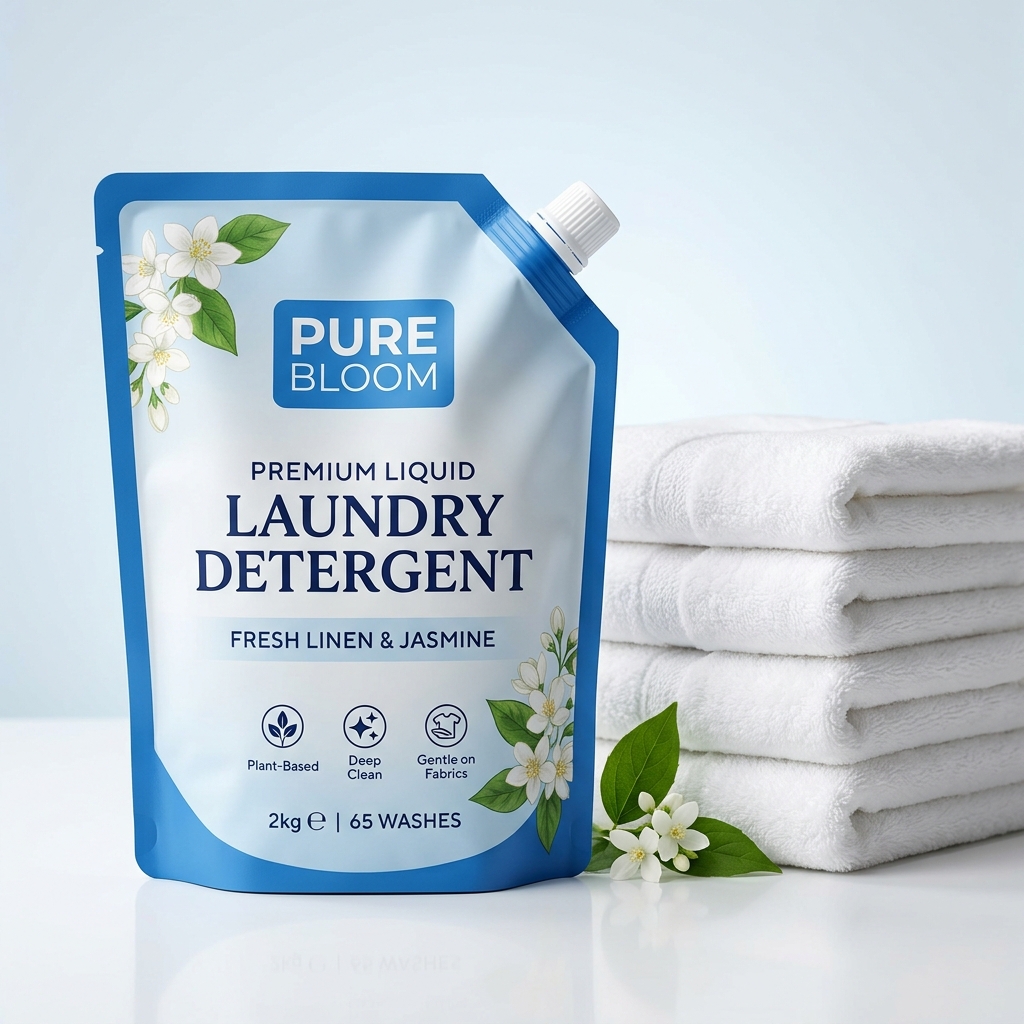 PURE
BLOOM
PREMIUM LIQUID
LAUNDRY
DETERGENT
FRESH LINEN & JASMINE
Plant-Based
Deep
Clean
Gentle on
Fabrics
2kg ℮ | 65 WASHES